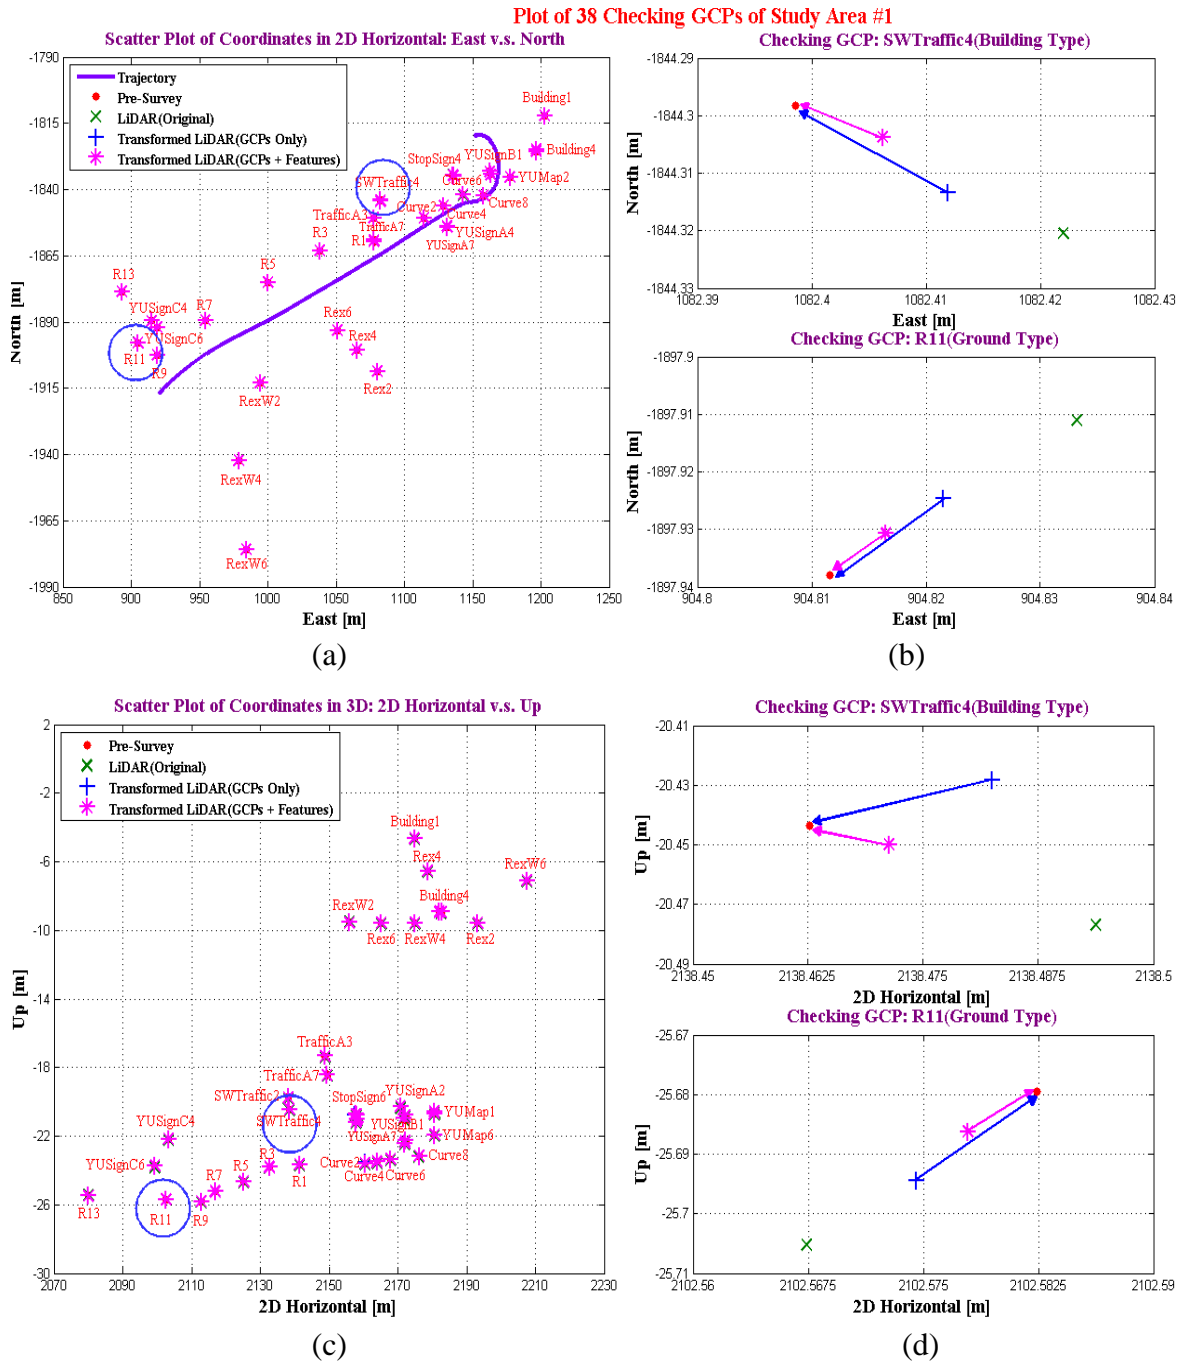 Plot of 38 Checking GCPs of Study Area #1
Scatter Plot of Coordinates in 2D Horizontal: East v.s. North
-1790
-1815
-1840
-1865
-1890
-1915
-1940
-1965
-1990
North [m]
Trajectory
Pre-Survey
LiDAR(Original)
Transformed LiDAR(GCPs Only)
Transformed LiDAR(GCPs + Features)
Building1
YUSignB1
Building4
StopSign4
YUMap2
SWTraffic4
Curve6
Curve8
Curve2
Curve4
TrafficA3
TrafficA7
YUSignA4
YUSignA7
R1
R3
R5
R13
YUSignC4
R7
YUSignC6
R11
R9
Rex6
Rex4
Rex2
RexW2
RexW4
RexW6
850 900 950 1000 1050 1100 1150 1200 1250
East [m]
(a)
Checking GCP: SWTraffic4(Building Type)
-1844.29
-1844.3
-1844.31
-1844.32
-1844.33
North [m]
1082.39 1082.4 1082.41 1082.42 1082.43
East [m]
Checking GCP: R11(Ground Type)
-1897.9
-1897.91
-1897.92
-1897.93
-1897.94
North [m]
904.8 904.81 904.82 904.83 904.84
East [m]
(b)
Scatter Plot of Coordinates in 3D: 2D Horizontal v.s. Up
2
-2
-6
-10
-14
-18
-22
-26
-30
Up [m]
Pre-Survey
LiDAR(Original)
Transformed LiDAR(GCPs Only)
Transformed LiDAR(GCPs + Features)
Building1
Rex4
RexW6
Building4
RexW2
Rex6
RexW4
Rex2
TrafficA3
TrafficA7
SWTraffic2
SWTraffic4
StopSign6
YUSignA2
YUMap1
YUSignB1
YUSignA7
YUMap6
YUSignC4
YUSignC6
R3
R1
R5
R7
Curve2
Curve4
Curve6
Curve8
R13
R11
R9
2070 2090 2110 2130 2150 2170 2190 2210 2230
2D Horizontal [m]
(c)
Checking GCP: SWTraffic4(Building Type)
-20.41
-20.43
-20.45
-20.47
-20.49
Up [m]
2138.45 2138.4625 2138.475 2138.4875 2138.5
2D Horizontal [m]
Checking GCP: R11(Ground Type)
-25.67
-25.68
-25.69
-25.7
-25.71
Up [m]
2102.56 2102.5675 2102.575 2102.5825 2102.59
2D Horizontal [m]
(d)